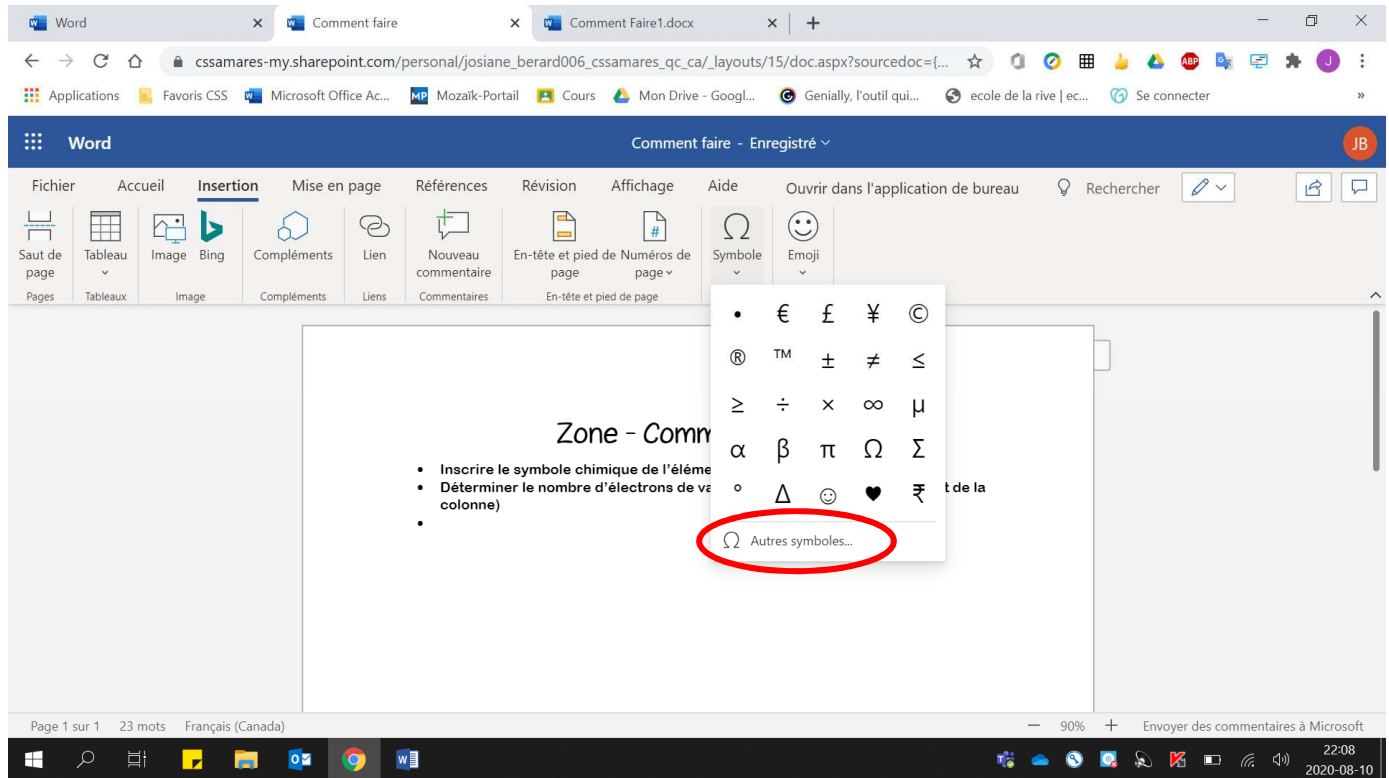 Word
Comment faire
Comment Faire1.docx
cssamares-my.sharepoint.com/personal/josiane_berard006_cssamares_qc_ca/_layouts/15/doc.aspx?sourcedoc={...
ABP
J
Applications
Favoris CSS
Microsoft Office Ac...
MP Mozaïk-Portail
Cours
Mon Drive - Googl...
Genially, l'outil qui...
ecole de la rive | ec...
Se connecter
»
Word
Comment faire - Enregistré
JB
Fichier Accueil Insertion Mise en page Références Révision Affichage Aide Ouvrir dans l'application de bureau Rechercher
Saut de page
Tableau
Image
Bing
Compléments
Lien
Nouveau commentaire
En-tête et pied de page
Numéros de page
Symbole
Emoji
Pages Tableaux Image Compléments Liens Commentaires En-tête et pied de page
• € £ ¥ ©
® ™ ± ≠ ≤
≥ ÷ × ∞ µ
α β π Ω Σ
° Δ ☺ ♥ ₹
Ω Autres symboles...
Zone - Comm
• Inscrire le symbole chimique de l'éléme
• Déterminer le nombre d'électrons de va t de la
colonne)
•
Page 1 sur 1 23 mots Français (Canada)
90%
Envoyer des commentaires à Microsoft
22:08
2020-08-10